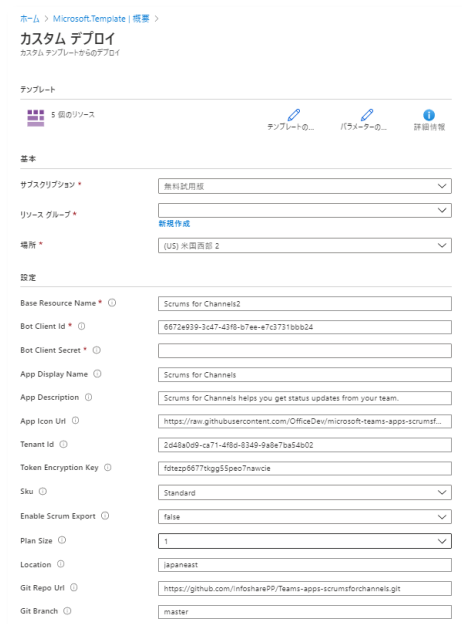 ホーム > Microsoft.Template | 概要 >
カスタム デプロイ
カスタム テンプレートからのデプロイ
テンプレート
5 個のリソース
テンプレートの... パラメーターの... 詳細情報
基本
サブスクリプション * 無料試用版
リソース グループ *
新規作成
場所 * (US) 米国西部 2
設定
Base Resource Name * Scrums for Channels2
Bot Client Id * 6672e939-3c47-43f8-b7ee-e7c3731bbb24
Bot Client Secret *
App Display Name Scrums for Channels
App Description Scrums for Channels helps you get status updates from your team.
App Icon Url https://raw.githubusercontent.com/OfficeDev/microsoft-teams-apps-scrumsf...
Tenant Id 2d48a0d9-ca71-4f8d-8349-9a8e7ba54b02
Token Encryption Key fdtezp6677tkgg55peo7nawcie
Sku Standard
Enable Scrum Export false
Plan Size 1
Location japaneast
Git Repo Url https://github.com/InfosharePP/Teams-apps-scrumsforchannels.git
Git Branch master